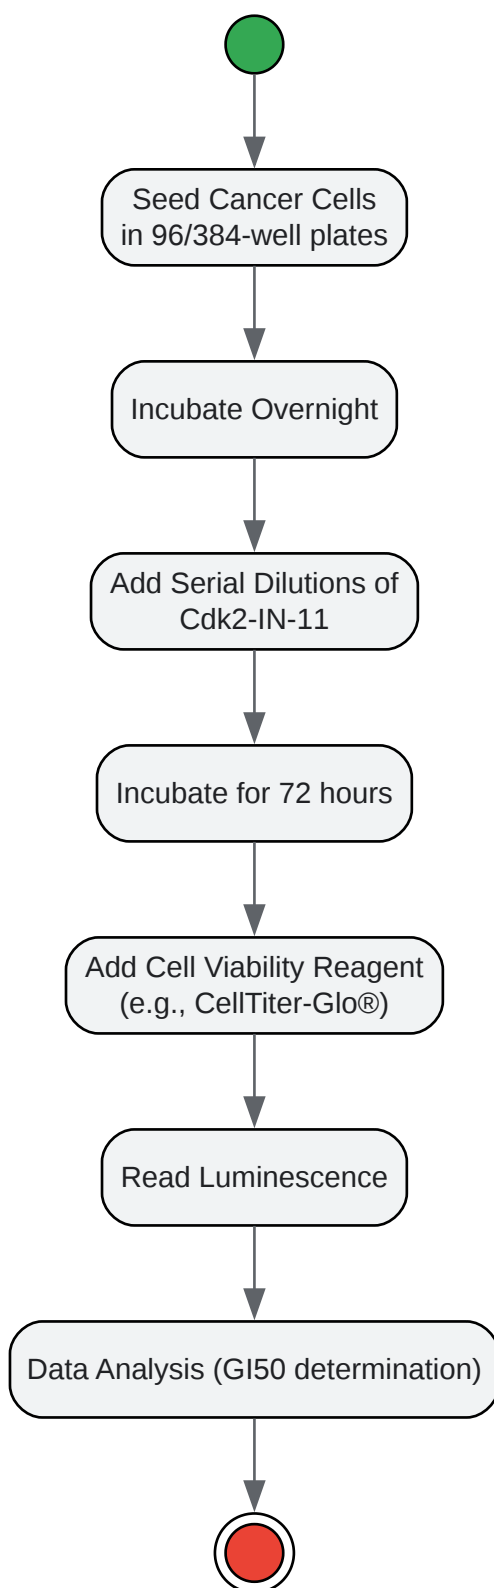 Seed Cancer Cells
in 96/384-well plates
Incubate Overnight
Add Serial Dilutions of
Cdk2-IN-11
Incubate for 72 hours
Add Cell Viability Reagent
(e.g., CellTiter-Glo®)
Read Luminescence
Data Analysis (GI50 determination)